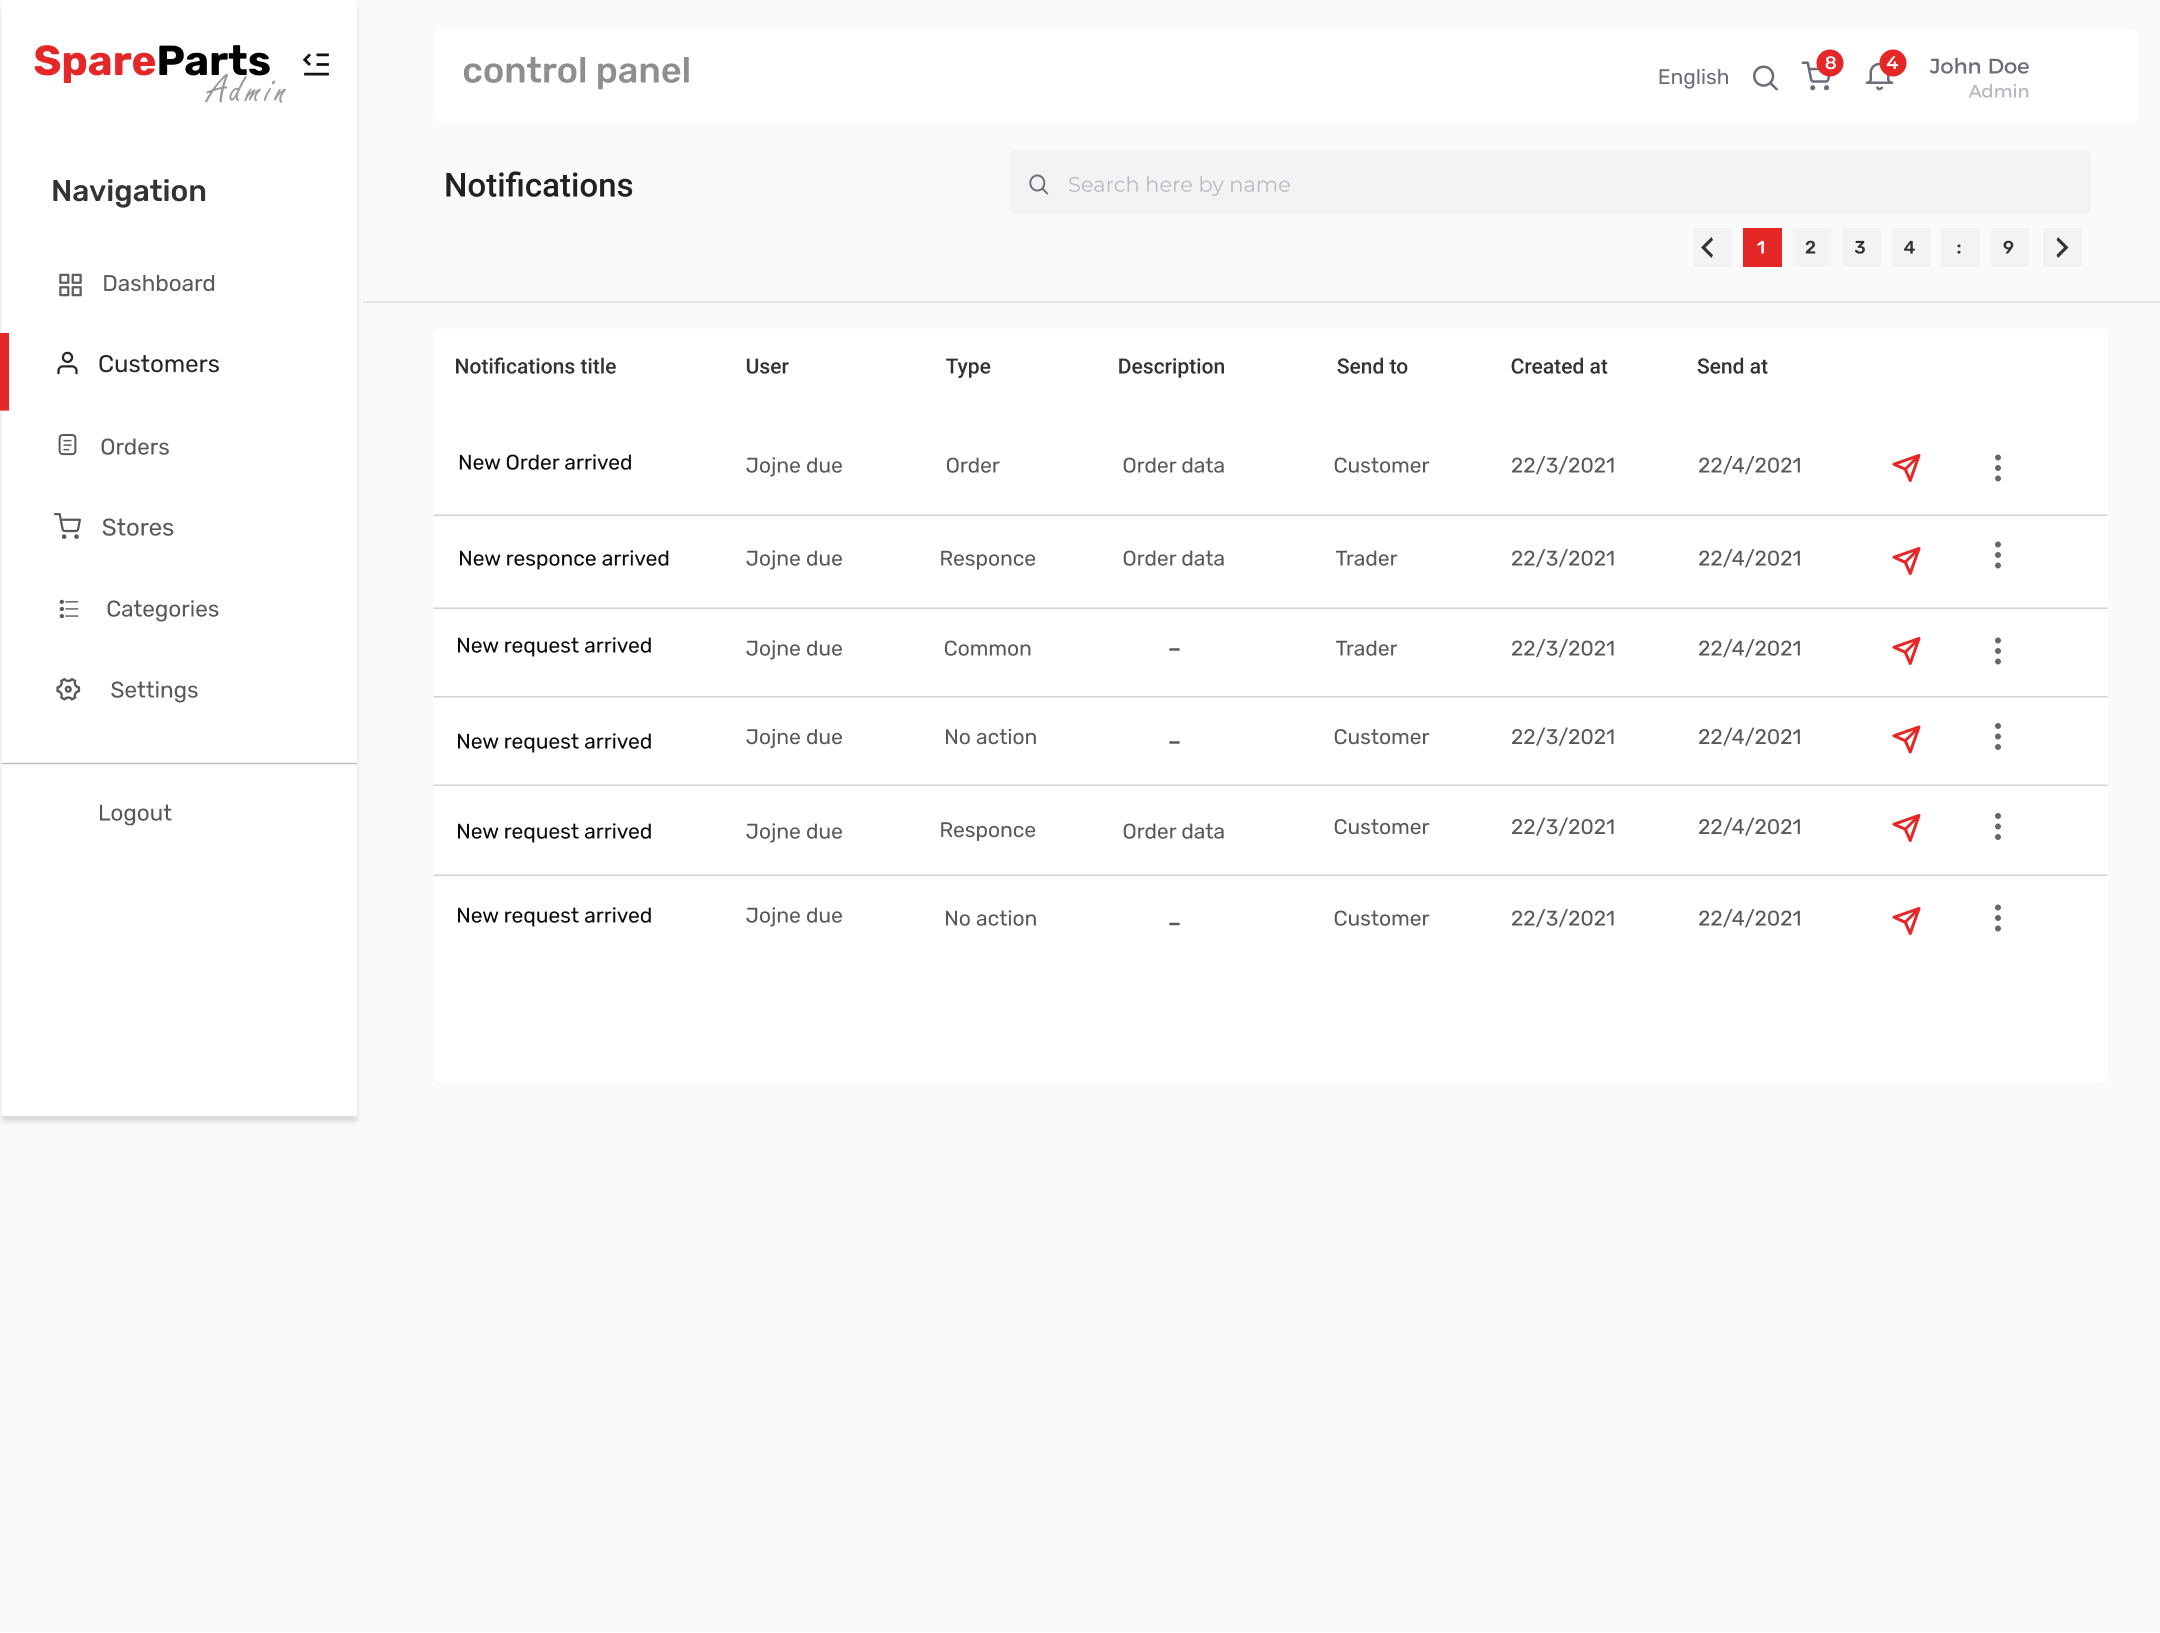 SpareParts
Admin
control panel
English
8
4
John Doe
Admin
Navigation
Dashboard
Customers
Orders
Stores
Categories
Settings
Logout
Notifications
Search here by name
1 2 3 4 : 9
Notifications title User Type Description Send to Created at Send at
New Order arrived Jojne due Order Order data Customer 22/3/2021 22/4/2021
New responce arrived Jojne due Responce Order data Trader 22/3/2021 22/4/2021
New request arrived Jojne due Common – Trader 22/3/2021 22/4/2021
New request arrived Jojne due No action – Customer 22/3/2021 22/4/2021
New request arrived Jojne due Responce Order data Customer 22/3/2021 22/4/2021
New request arrived Jojne due No action – Customer 22/3/2021 22/4/2021